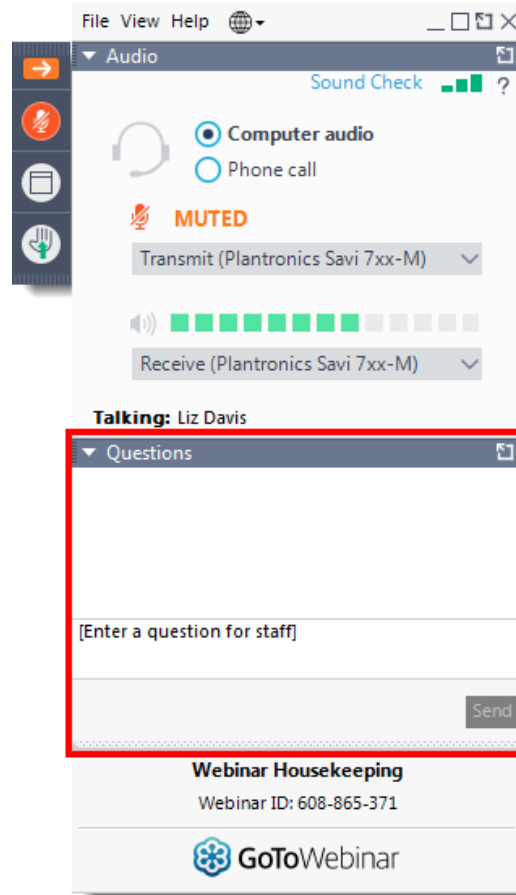 File View Help
Audio
Sound Check ?
Computer audio
Phone call
MUTED
Transmit (Plantronics Savi 7xx-M)
Receive (Plantronics Savi 7xx-M)
Talking: Liz Davis
Questions
[Enter a question for staff]
Send
Webinar Housekeeping
Webinar ID: 608-865-371
GoToWebinar